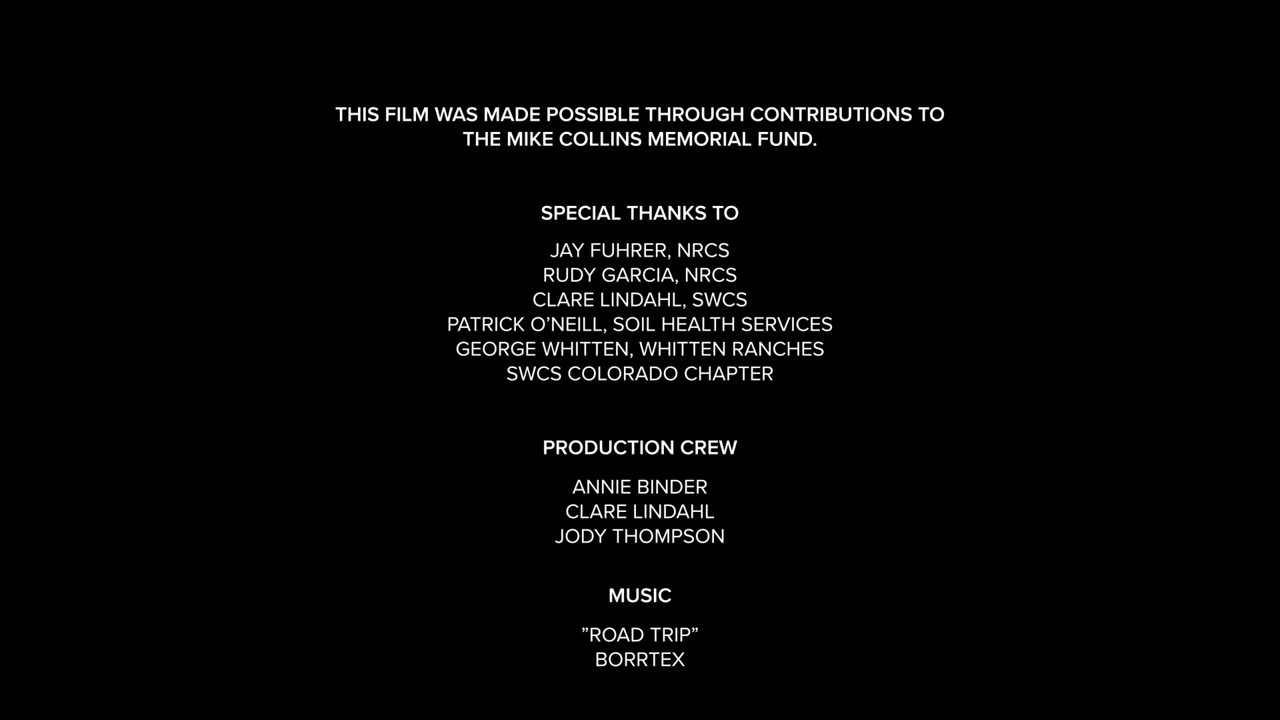 THIS FILM WAS MADE POSSIBLE THROUGH CONTRIBUTIONS TO
THE MIKE COLLINS MEMORIAL FUND.
SPECIAL THANKS TO
JAY FUHRER, NRCS
RUDY GARCIA, NRCS
CLARE LINDAHL, SWCS
PATRICK O’NEILL, SOIL HEALTH SERVICES
GEORGE WHITTEN, WHITTEN RANCHES
SWCS COLORADO CHAPTER
PRODUCTION CREW
ANNIE BINDER
CLARE LINDAHL
JODY THOMPSON
MUSIC
”ROAD TRIP”
BORRTEX